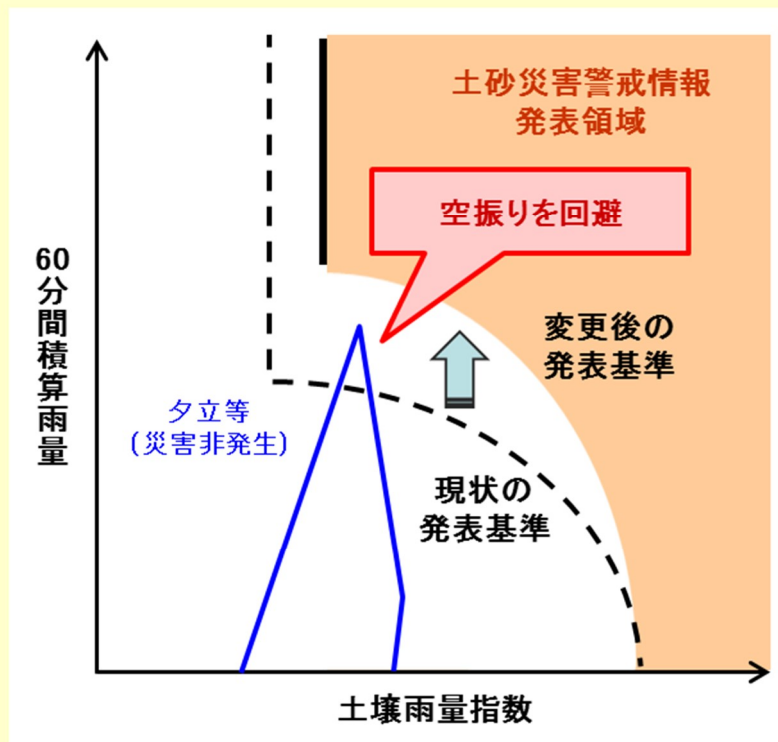 土砂災害警戒情報
発表領域
空振りを回避
60分間積算雨量
変更後の
発表基準
夕立等
(災害非発生)
現状の
発表基準
土壌雨量指数